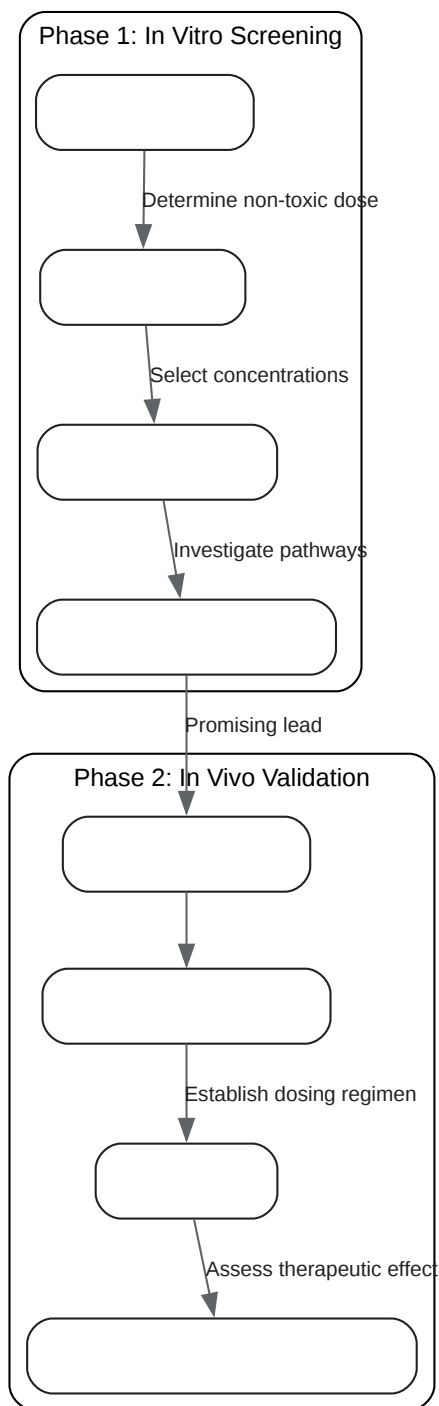 Phase 1: In Vitro Screening
Determine non-toxic dose
Select concentrations
Investigate pathways
Promising lead
Phase 2: In Vivo Validation
Establish dosing regimen
Assess therapeutic effect